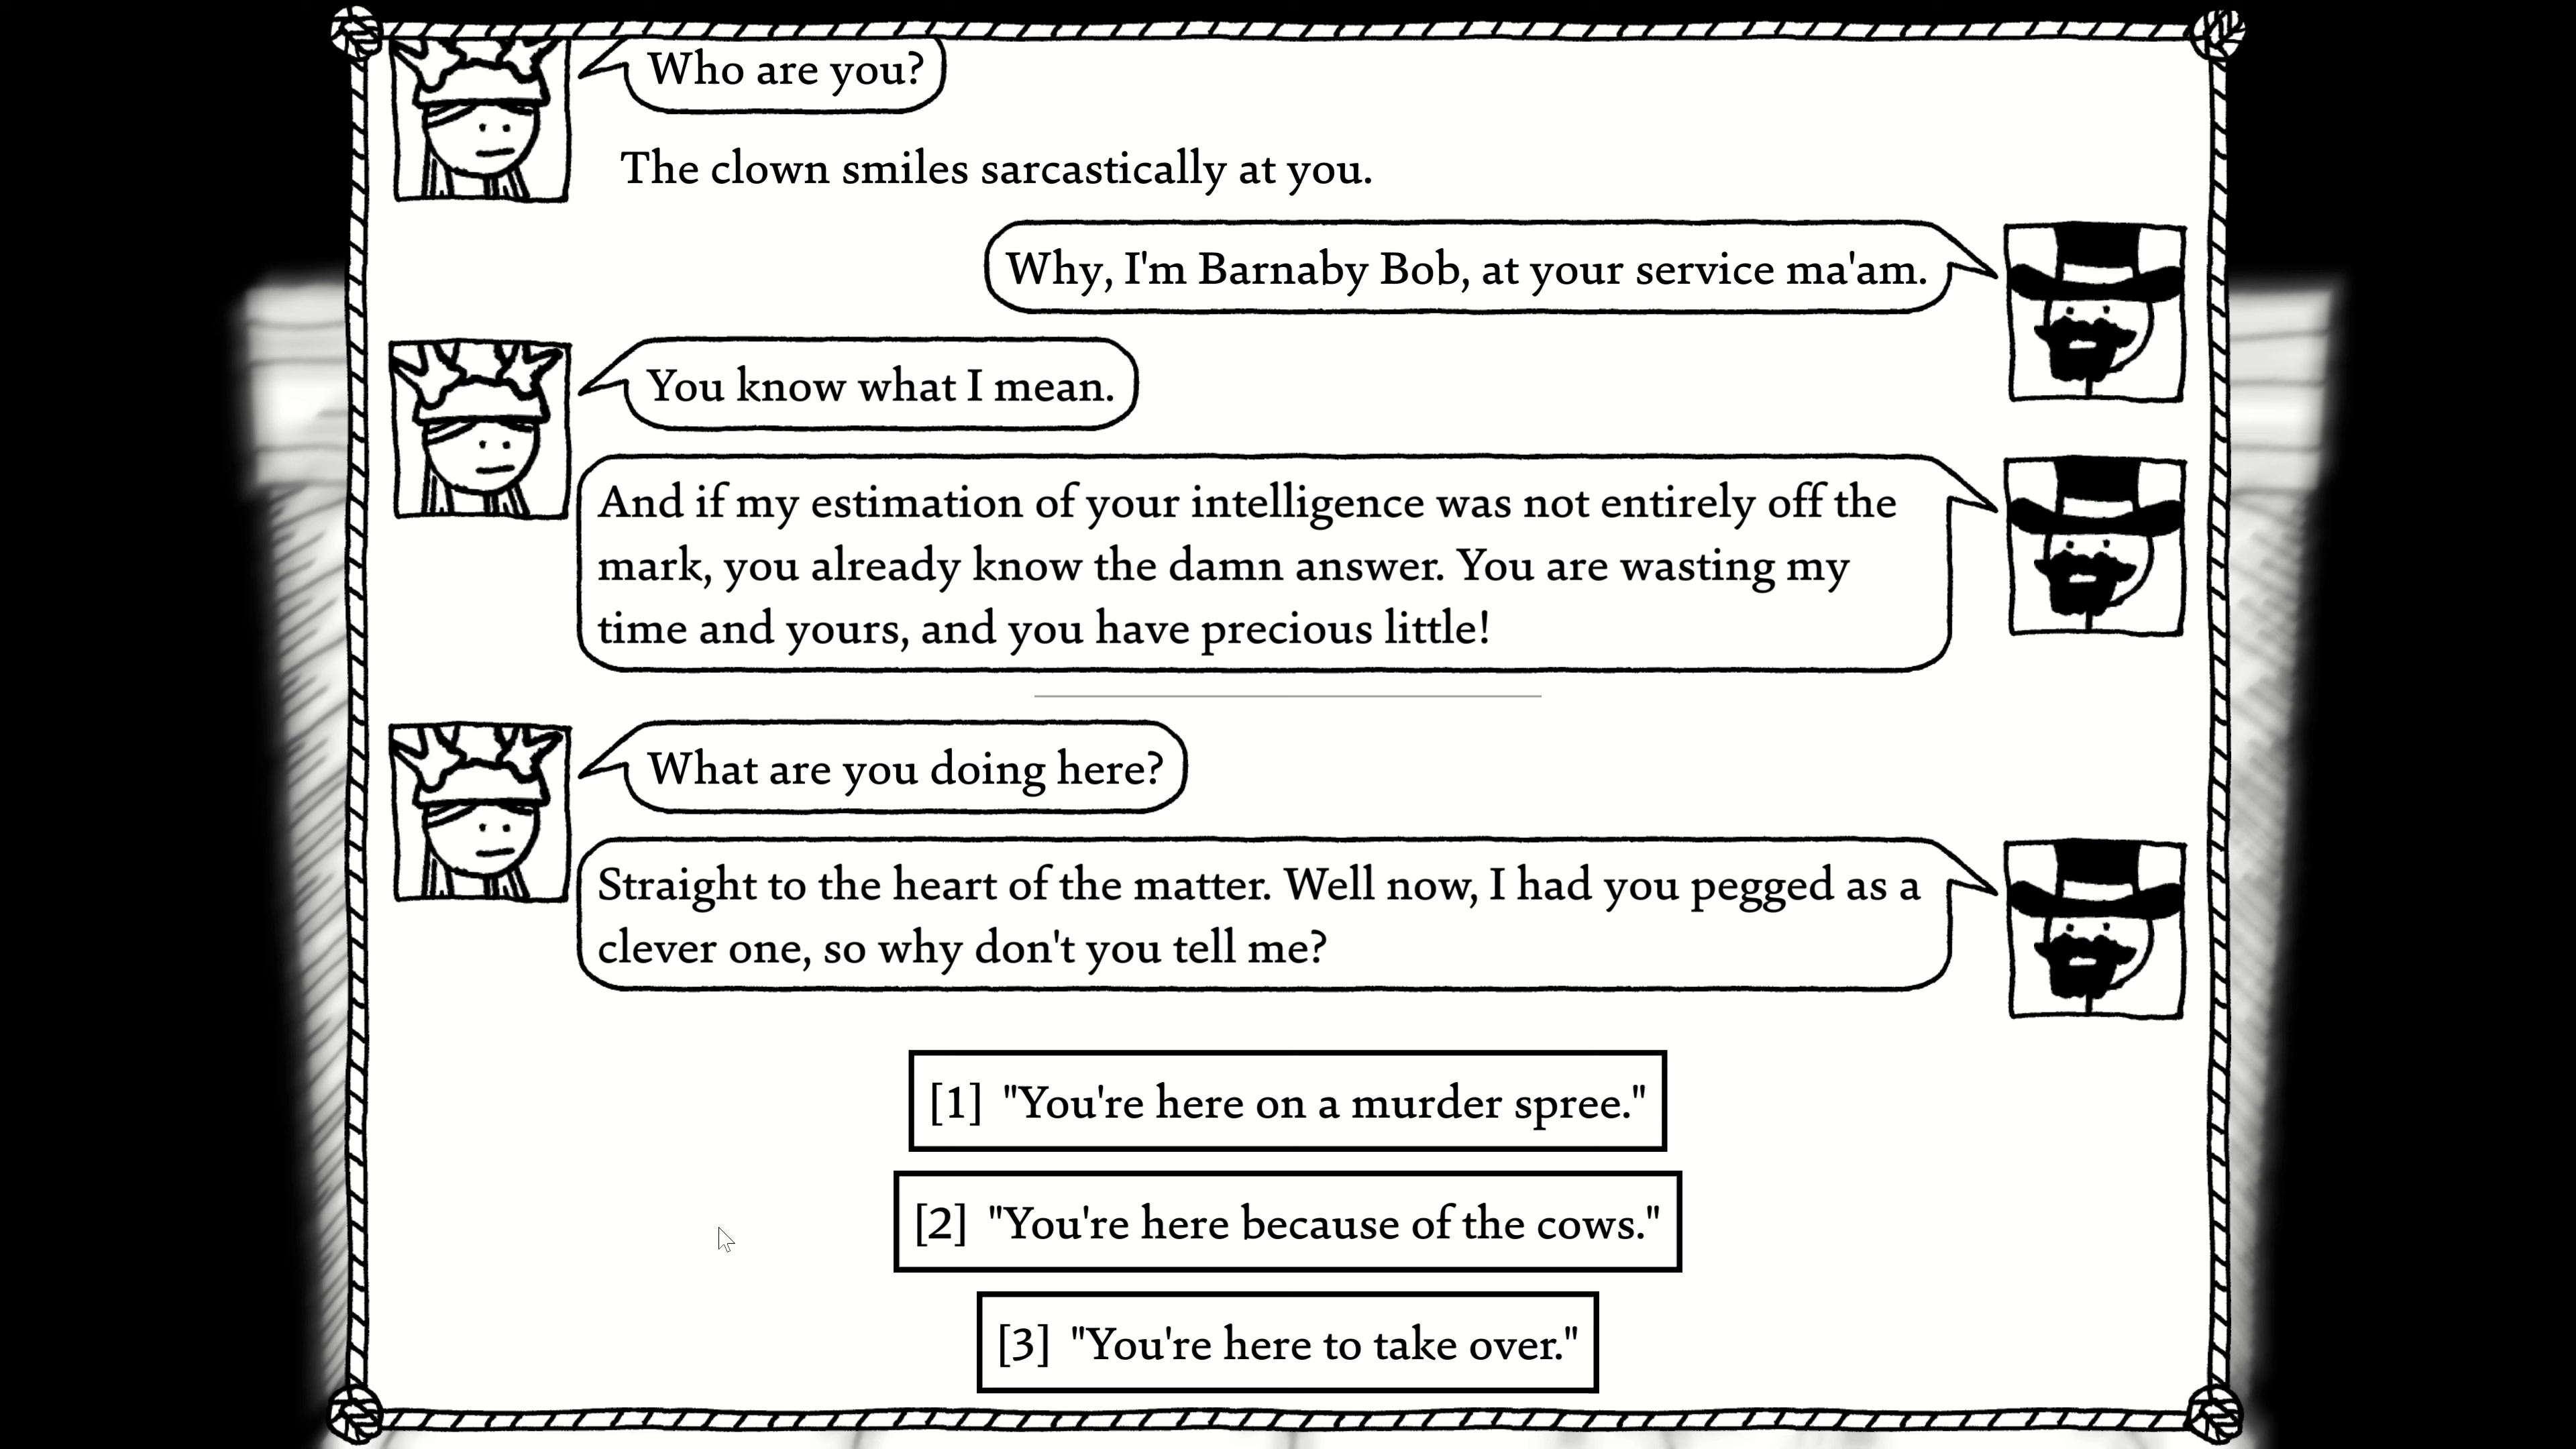 Who are you?
The clown smiles sarcastically at you.
Why, I'm Barnaby Bob, at your service ma'am.
You know what I mean.
And if my estimation of your intelligence was not entirely off the
mark, you already know the damn answer. You are wasting my
time and yours, and you have precious little!
What are you doing here?
Straight to the heart of the matter. Well now, I had you pegged as a
clever one, so why don't you tell me?
[1] "You're here on a murder spree."
[2] "You're here because of the cows."
[3] "You're here to take over."